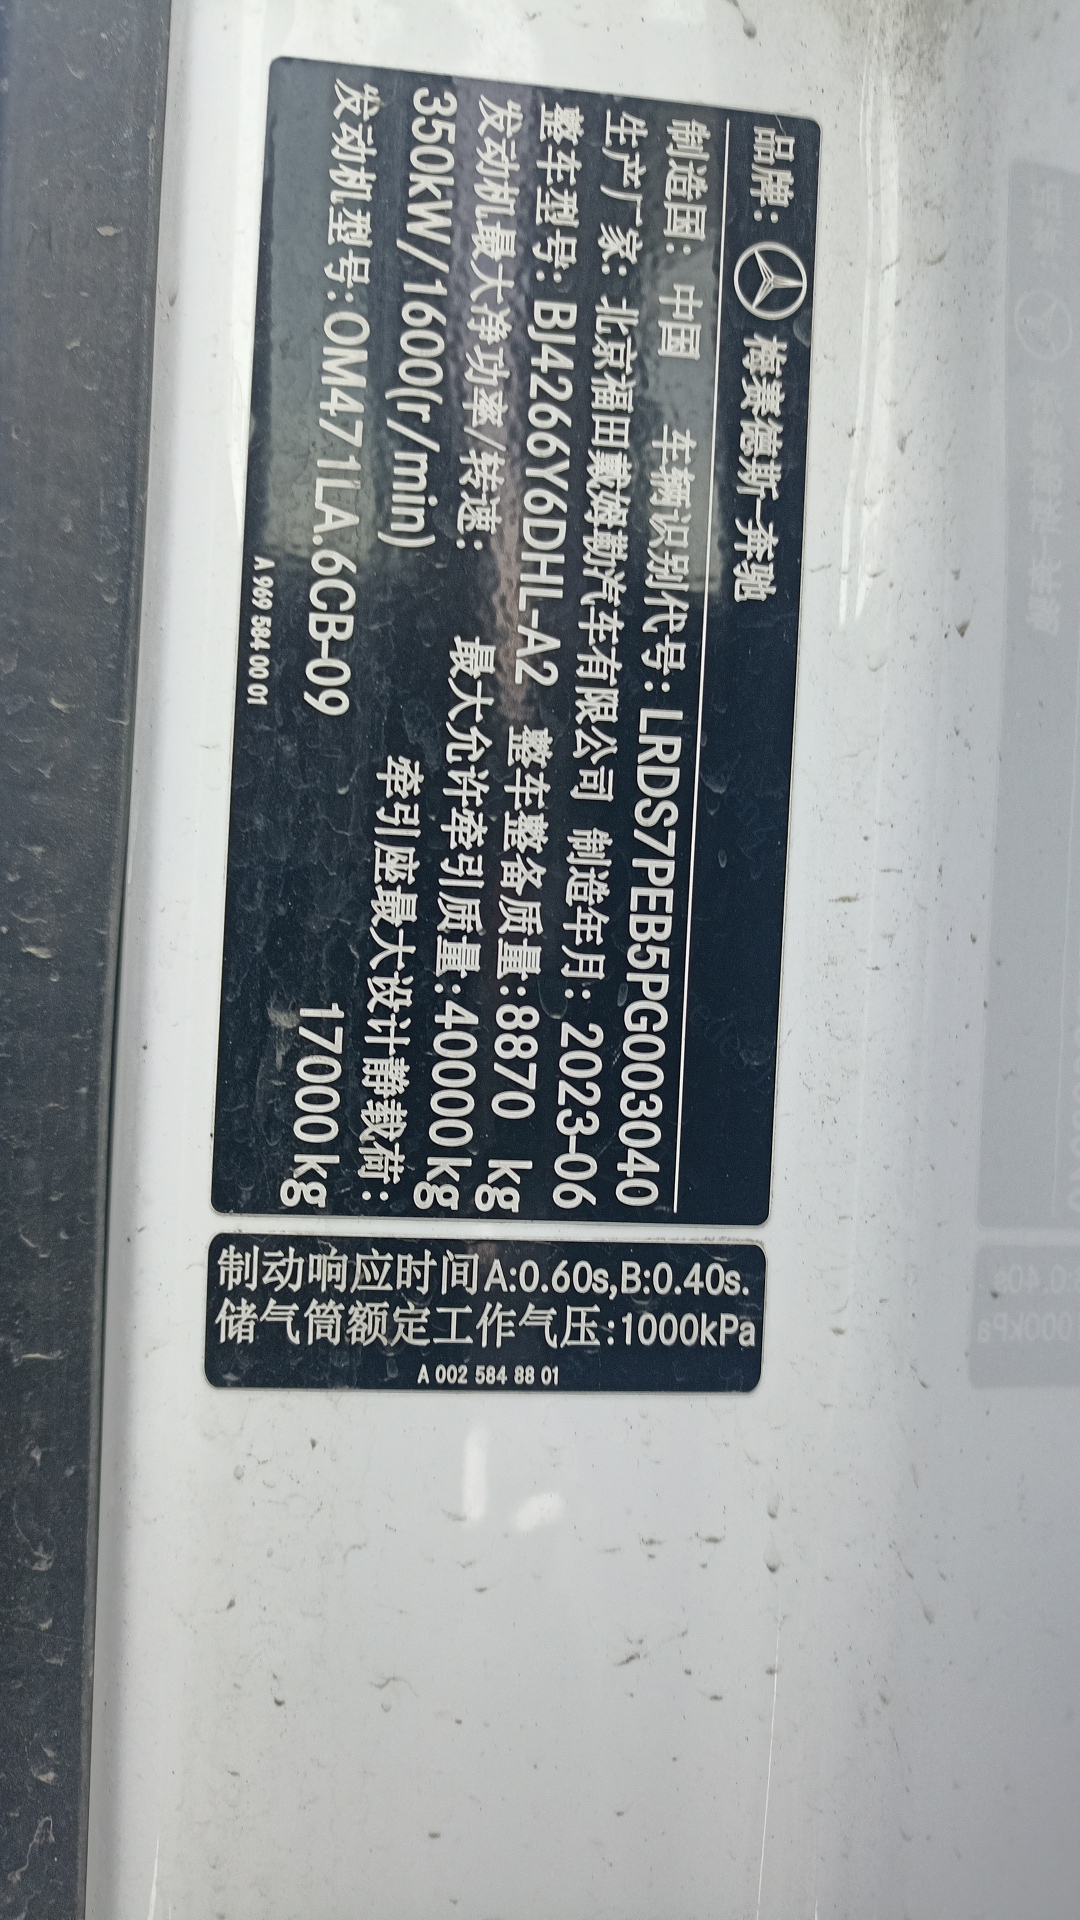 品牌： 梅赛德斯-奔驰
制造国： 中国 车辆识别代号：LRDS7PEB5PG003040
生产厂家：北京福田戴姆勒汽车有限公司 制造年月：2023-06
整车型号：BJ4266Y6DHL-A2 整车整备质量：8870 kg
发动机最大净功率/转速： 最大允许牵引质量：40000kg
350kW/1600(r/min) 牵引座最大设计静载荷：
发动机型号：OM471LA.6CB-09 17000kg
A 969 584 00 01
制动响应时间A:0.60s,B:0.40s.
储气筒额定工作气压:1000kPa
A 002 584 88 01